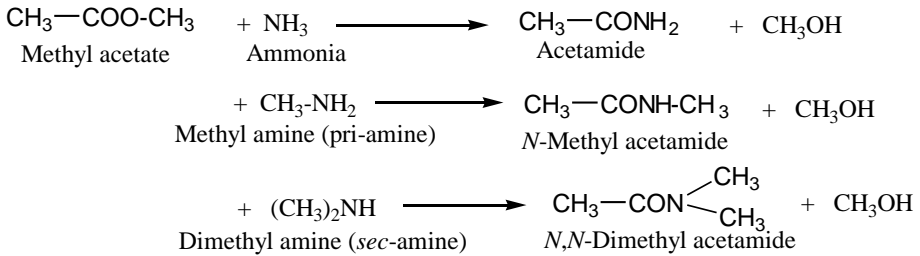 CH₃—COO-CH₃ + NH₃ ⟶ CH₃—CONH₂ + CH₃OH
Methyl acetate Ammonia Acetamide
+ CH₃-NH₂ ⟶ CH₃—CONH-CH₃ + CH₃OH
Methyl amine (pri-amine) N-Methyl acetamide
CH₃
+ (CH₃)₂NH ⟶ CH₃—CON + CH₃OH
CH₃
Dimethyl amine (sec-amine) N,N-Dimethyl acetamide